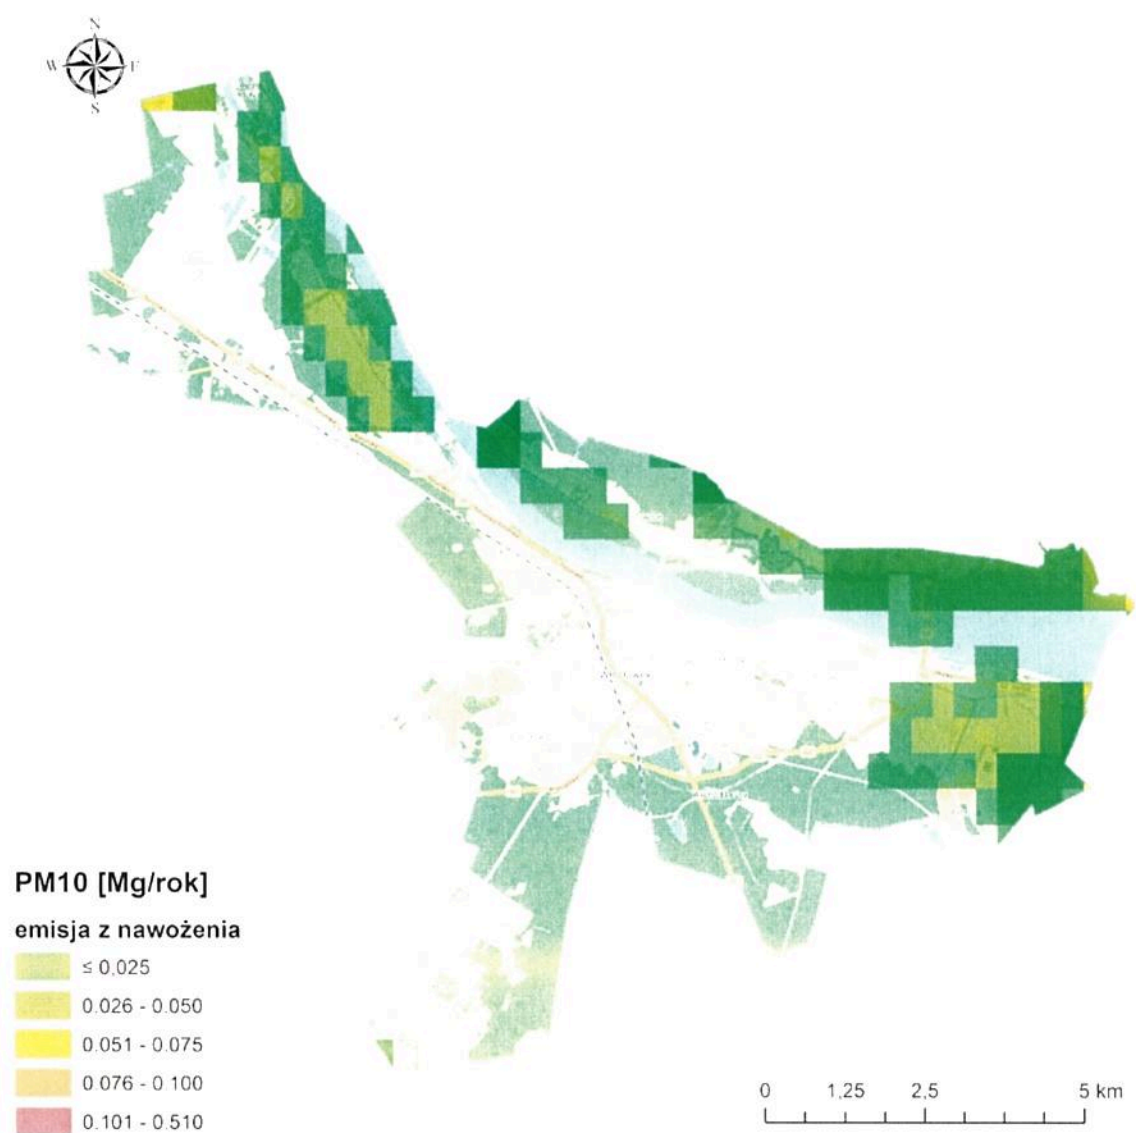 N
W
S
PM10 [Mg/rok]
emisja z nawożenia
≤ 0,025
0.026 - 0.050
0.051 - 0.075
0.076 - 0.100
0.101 - 0.510
0 1,25 2,5 5 km